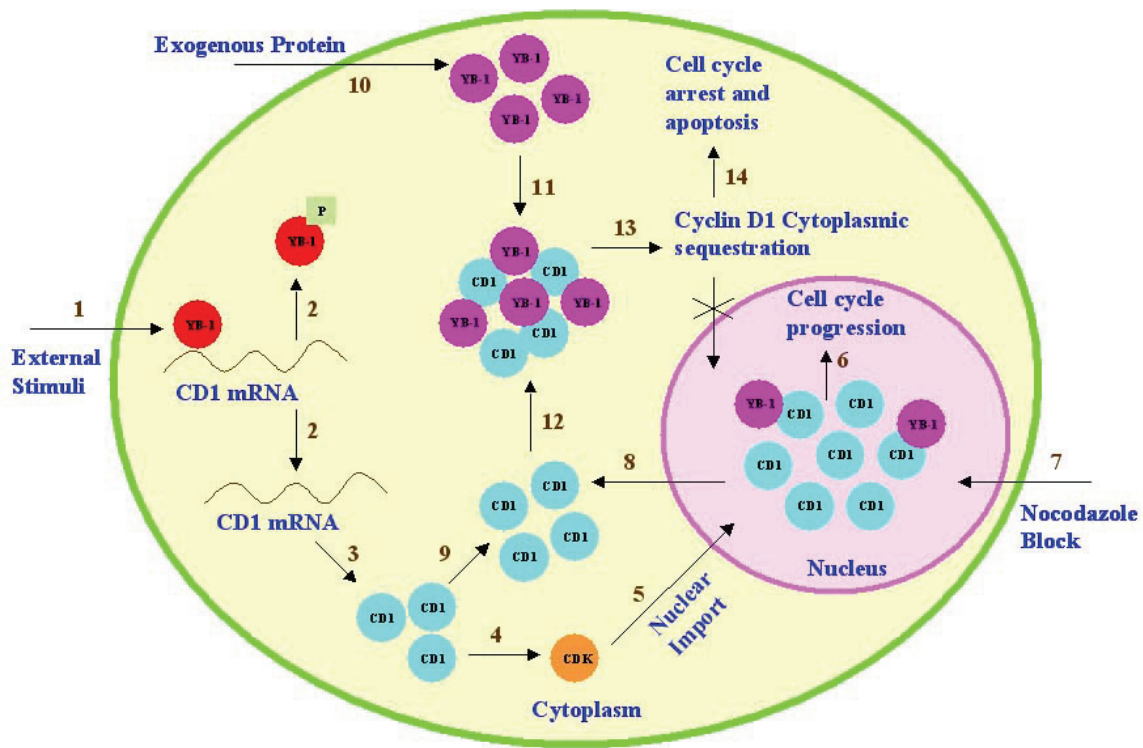 Exogenous Protein
10
YB-1
YB-1
YB-1
YB-1
Cell cycle
arrest and
apoptosis
11
14
P
YB-1
Cyclin D1 Cytoplasmic
sequestration
13
YB-1
CD1
CD1
YB-1
YB-1
YB-1
CD1
CD1
1
External
Stimuli
YB-1
2
CD1 mRNA
2
Cell cycle
progression
6
YB-1
CD1
CD1
YB-1
CD1
CD1
CD1
CD1
CD1
Nucleus
7
Nocodazole
Block
12
8
CD1
CD1
CD1
CD1
CD1 mRNA
3
9
CD1
CD1
CD1
4
CDK
5
Nuclear
Import
Cytoplasm